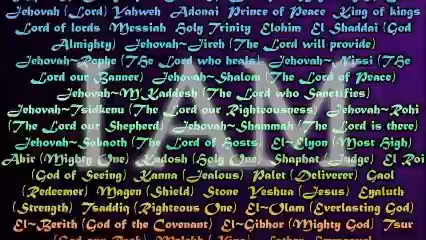 Jehovah (Lord) Yahweh Adonai Prince of Peace King of kings
Lord of lords Messiah Holy Trinity Elohim El Shaddai (God
Almighty) Jehovah~Jireh (The Lord will provide)
Jehovah~Rophe (THe Lord who heals) Jehovah~Nissi (THe
Lord our Banner) Jehovah~Shalom (The Lord of Peace)
Jehovah~M.Kaddesh (The Lord who Sanctifies)
Jehovah~Tsidkenu (The Lord our Righteousness) Jehovah~Rohi
(The Lord our Shepherd) Jehovah~Shammah (The Lord is there)
Jehovah~Sabaoth (The Lord of Hosts) El~Elyon (Most High)
Abir (Mighty One) Kadosh (Holy One) Shaphat (Judge) El Roi
(God of Seeing) Kanna (Jealous) Palet (Deliverer) Gaol
(Redeemer) Magen (Shield) Stone Yeshua (Jesus) Eyaluth
(Strength) Tsaddiq (Righteous One) El~Olam (Everlasting God)
El~Berith (God of the Covenant) El~Gibhor (Mighty God) Tsur
I AM